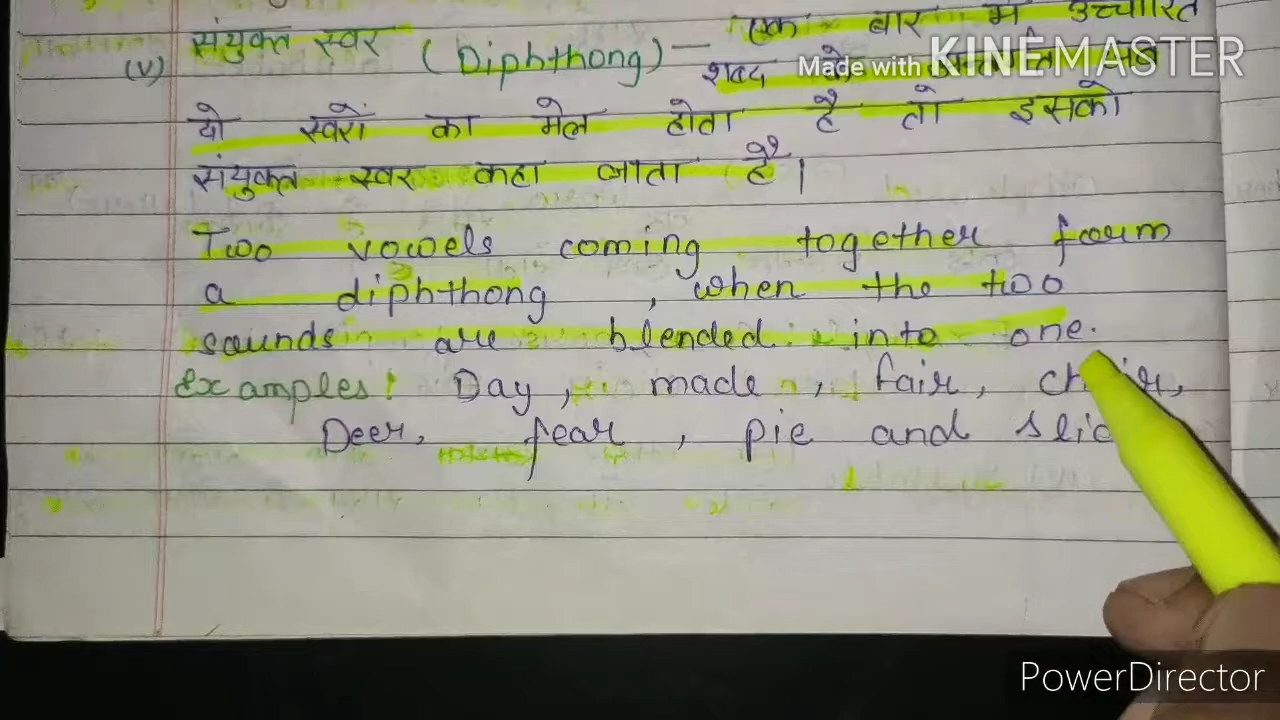 (v) संयुक्त स्वर (Diphthong) — एक बार में उच्चारित
शब्द के
Made with KINEMASTER
दो स्वरों का मेल होता है तो इसको
संयुक्त स्वर कहा जाता है।
Two vowels coming together form
a diphthong , when the two
sounds are blended into one.
Examples: Day, made , fair, chair,
Deer, fear , pie and
PowerDirector